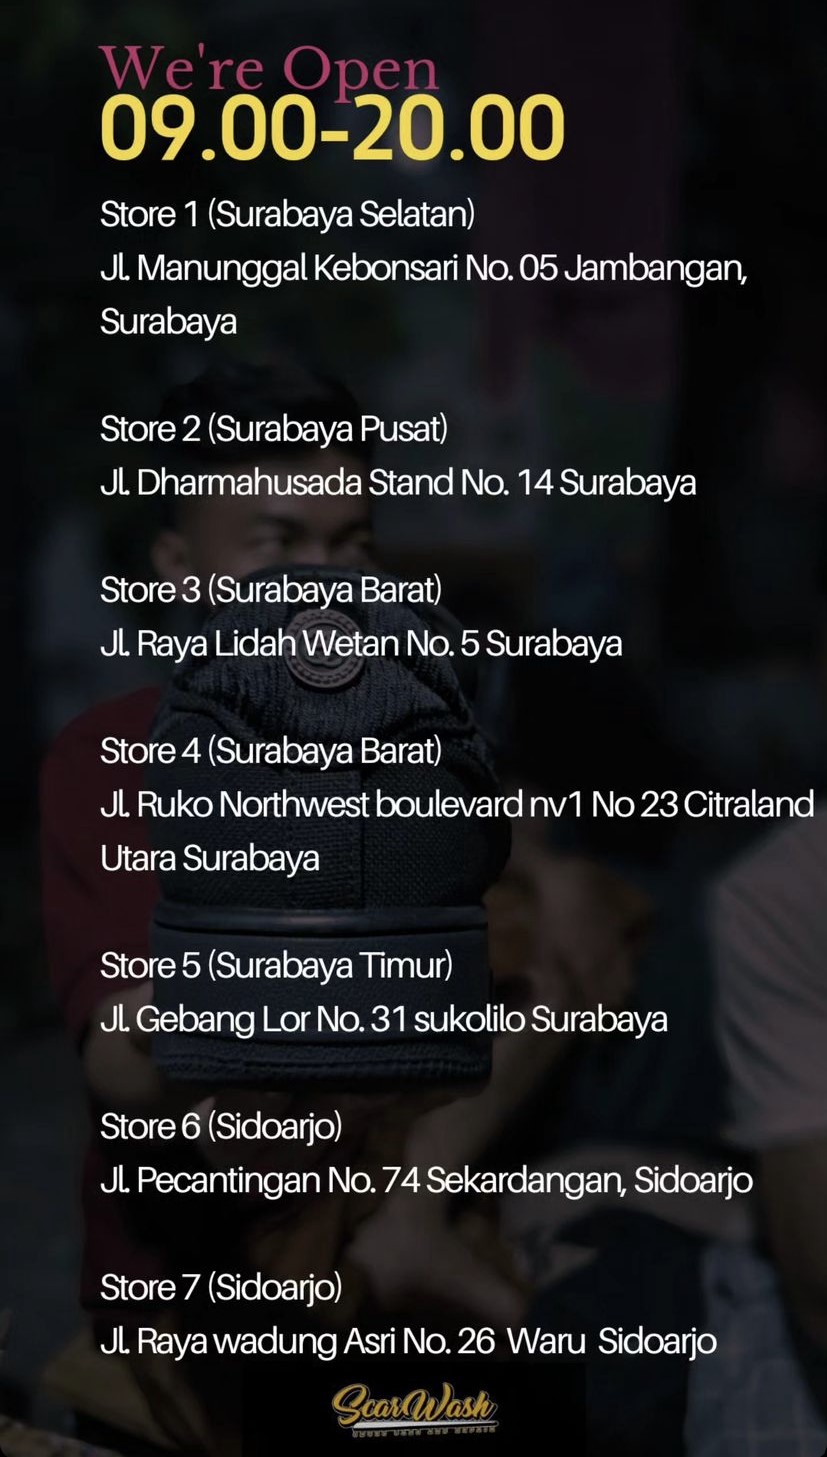 We're Open
09.00-20.00
Store 1 (Surabaya Selatan)
Jl. Manunggal Kebonsari No. 05 Jambangan,
Surabaya
Store 2 (Surabaya Pusat)
Jl. Dharmahusada Stand No. 14 Surabaya
Store 3 (Surabaya Barat)
Jl. Raya Lidah Wetan No. 5 Surabaya
Store 4 (Surabaya Barat)
Jl. Ruko Northwest boulevard nv1 No 23 Citraland
Utara Surabaya
Store 5 (Surabaya Timur)
Jl. Gebang Lor No. 31 sukolilo Surabaya
Store 6 (Sidoarjo)
Jl. Pecantingan No. 74 Sekardangan, Sidoarjo
Store 7 (Sidoarjo)
Jl. Raya wadung Asri No. 26 Waru Sidoarjo
ScarWash